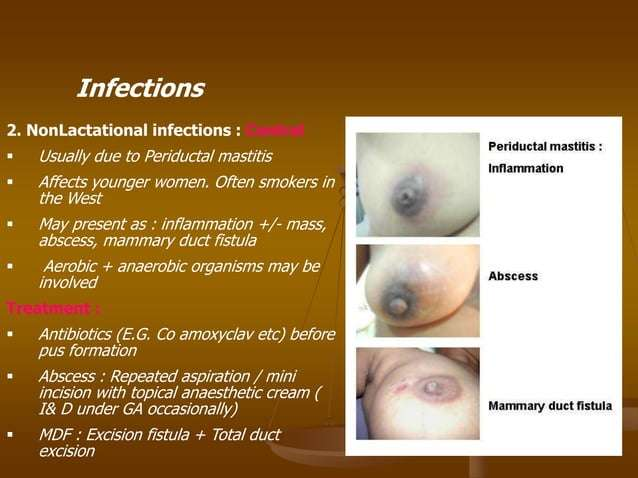 Infections
2. NonLactational infections : Central
Usually due to Periductal mastitis
Affects younger women. Often smokers in
the West
May present as : inflammation +/- mass,
abscess, mammary duct fistula
Aerobic + anaerobic organisms may be
involved
Treatment :
Antibiotics (E.G. Co amoxyclav etc) before
pus formation
Abscess : Repeated aspiration / mini
incision with topical anaesthetic cream (
I& D under GA occasionally)
MDF : Excision fistula + Total duct
excision
Periductal mastitis :
Inflammation
Abscess
Mammary duct fistula